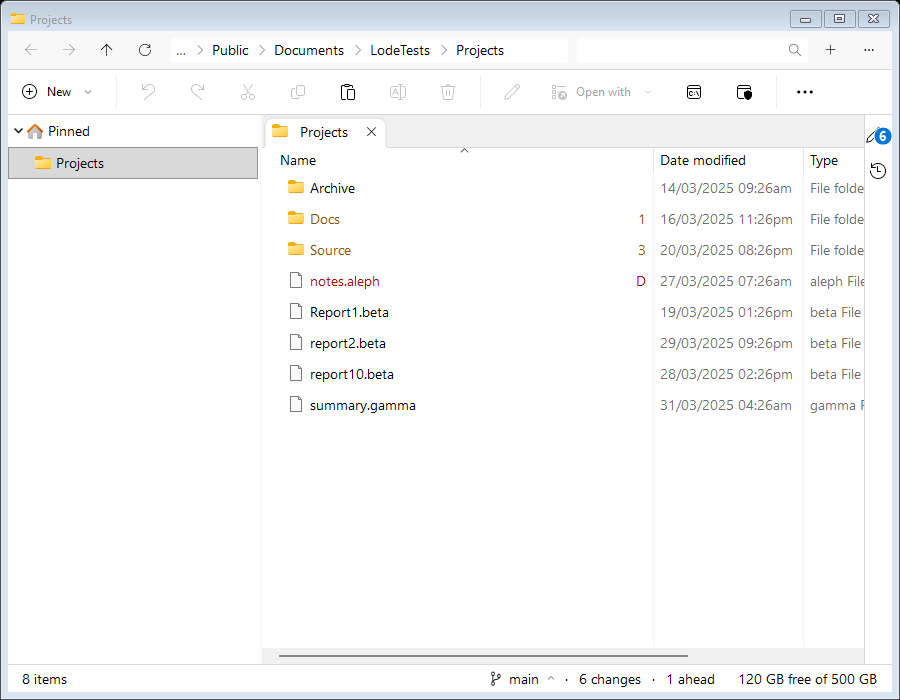 Projects
... Public Documents LodeTests Projects
New Open with
Pinned
Projects
Projects
6
Name Date modified Type
Archive 14/03/2025 09:26am File folde
Docs 1 16/03/2025 11:26pm File folde
Source 3 20/03/2025 08:26pm File folde
notes.aleph D 27/03/2025 07:26am aleph File
Report1.beta 19/03/2025 01:26pm beta File
report2.beta 29/03/2025 09:26pm beta File
report10.beta 28/03/2025 02:26pm beta File
summary.gamma 31/03/2025 04:26am gamma F
8 items main · 6 changes · 1 ahead 120 GB free of 500 GB